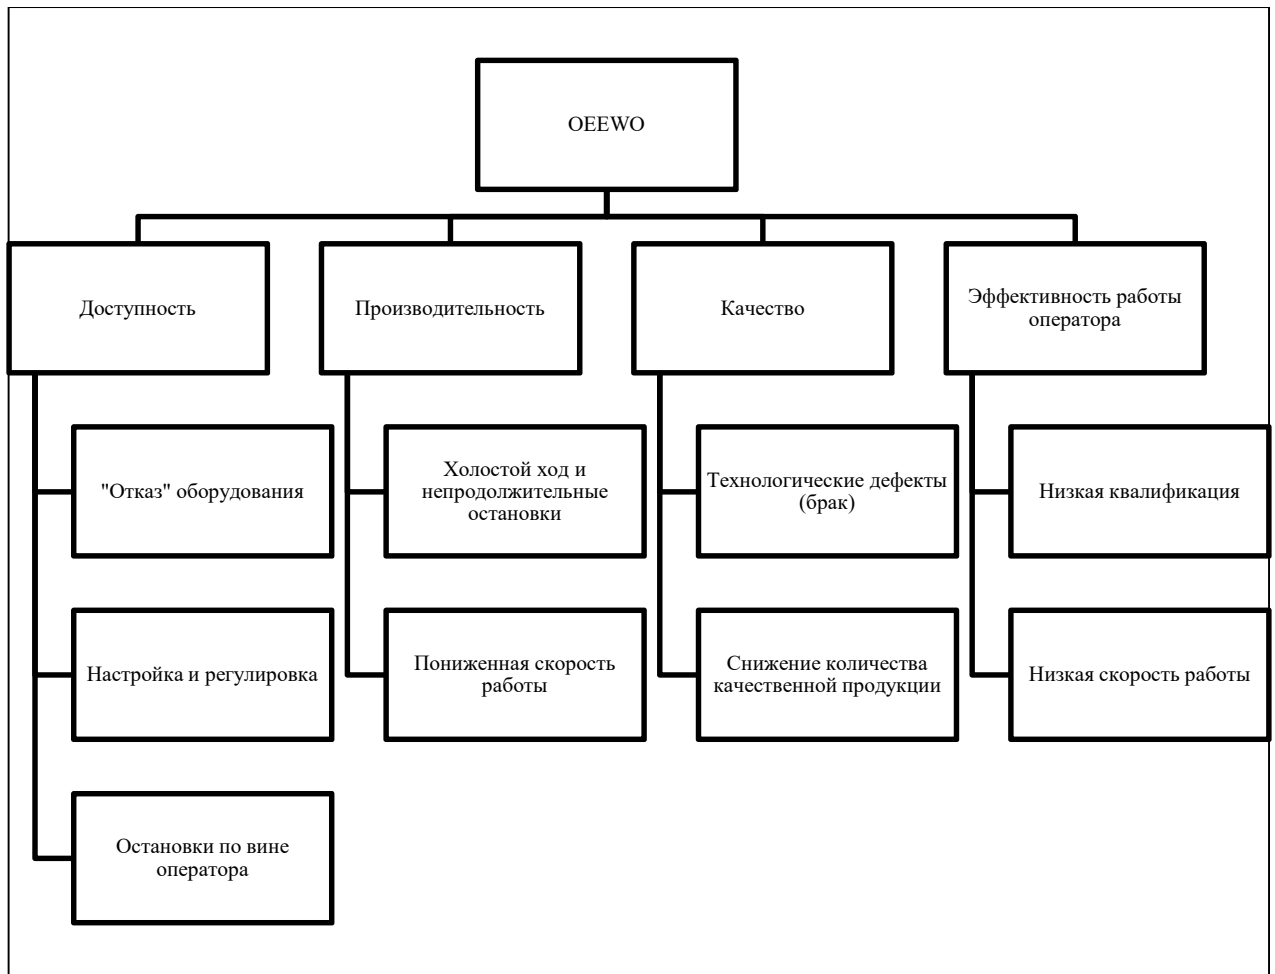 OEEWO
Доступность
Производительность
Качество
Эффективность работы
оператора
"Отказ" оборудования
Холостой ход и
непродолжительные
остановки
Технологические дефекты
(брак)
Низкая квалификация
Настройка и регулировка
Пониженная скорость
работы
Снижение количества
качественной продукции
Низкая скорость работы
Остановки по вине
оператора